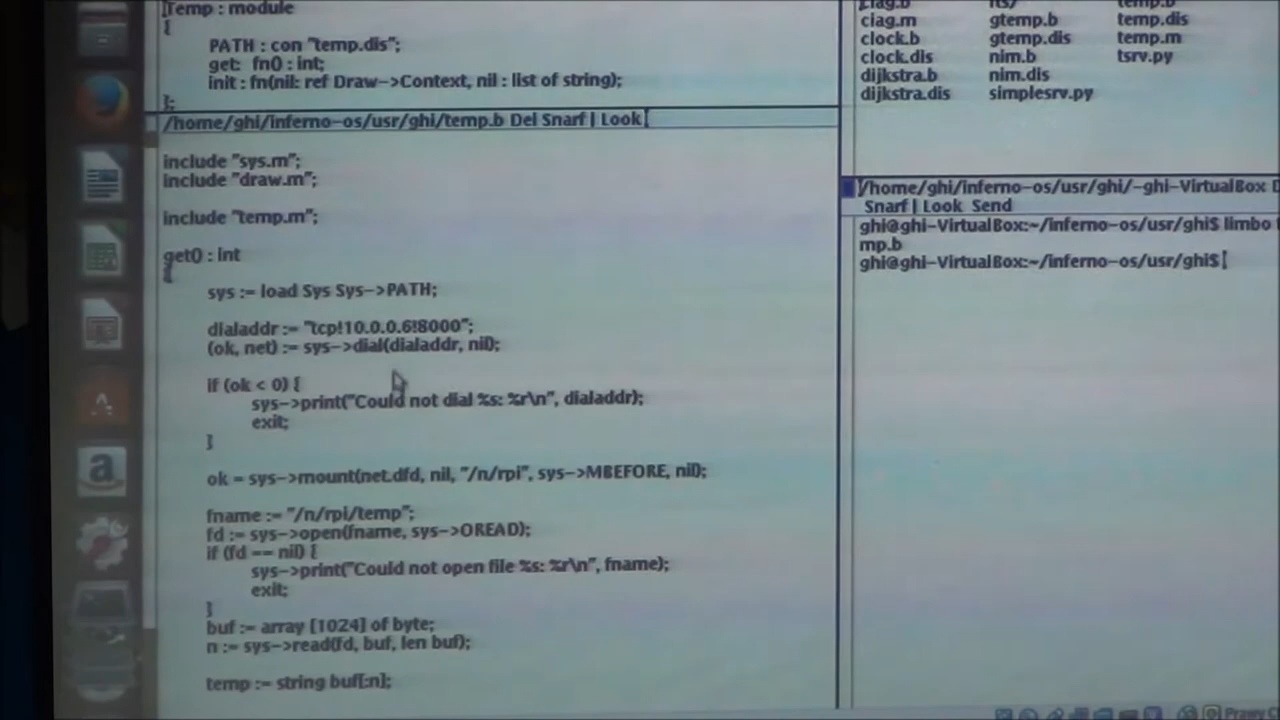 Temp : module
{
PATH : con "temp.dis";
get: fn() : int;
init : fn(nil: ref Draw->Context, nil : list of string);
};
/home/ghi/inferno-os/usr/ghi/temp.b Del Snarf | Look
include "sys.m";
include "draw.m";
include "temp.m";
get() : int
{
sys := load Sys Sys->PATH;
dialaddr := "tcp!10.0.0.6!8000";
(ok, net) := sys->dial(dialaddr, nil);
if (ok < 0) {
sys->print("Could not dial %s: %r\n", dialaddr);
exit;
}
ok = sys->mount(net.dfd, nil, "/n/rpi", sys->MBEFORE, nil);
fname := "/n/rpi/temp";
fd := sys->open(fname, sys->OREAD);
if (fd == nil) {
sys->print("Could not open file %s: %r\n", fname);
exit;
}
buf := array [1024] of byte;
n := sys->read(fd, buf, len buf);
temp := string buf[:n];
temp.b
ciag.m gtemp.b temp.dis
clock.b gtemp.dis temp.m
clock.dis nim.b tsrv.py
dijkstra.b nim.dis
dijkstra.dis simplesrv.py
/home/ghi/inferno-os/usr/ghi/-ghi-VirtualBox D
Snarf | Look Send
ghi@ghi-VirtualBox:~/inferno-os/usr/ghi$ limbo
mp.b
ghi@ghi-VirtualBox:~/inferno-os/usr/ghi$
a
Prawy C